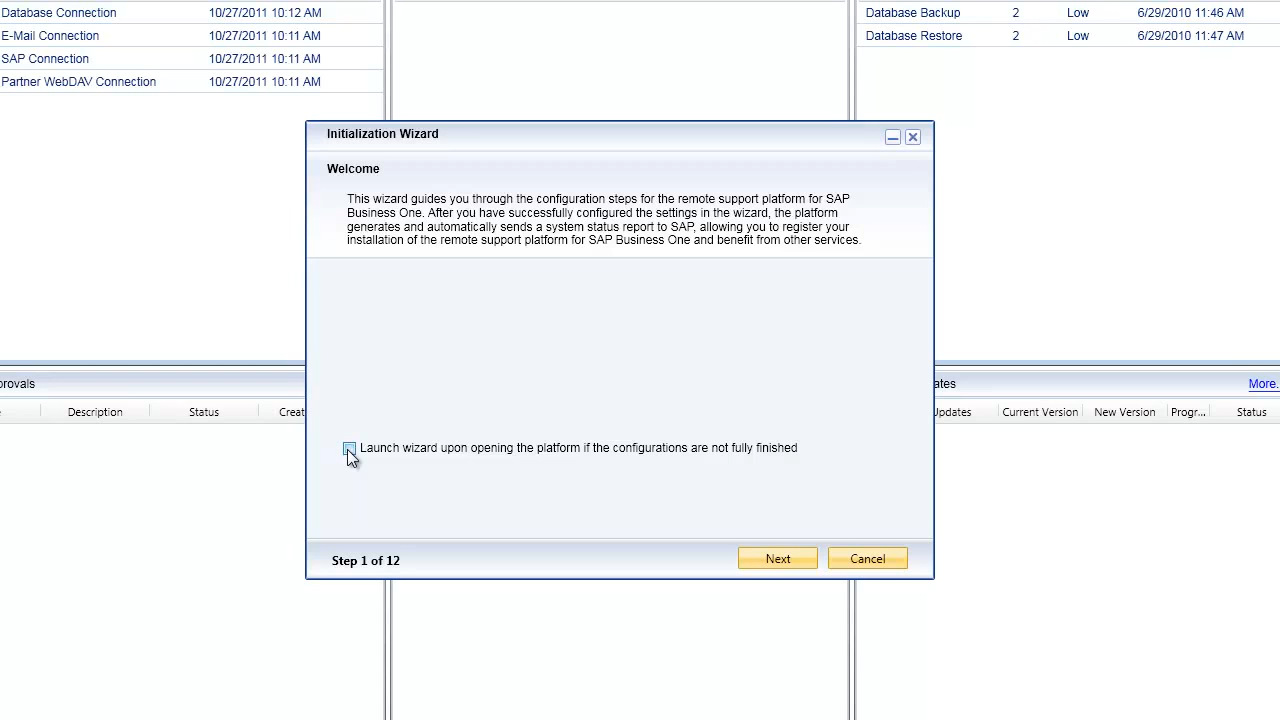 Database Connection 10/27/2011 10:12 AM
E-Mail Connection 10/27/2011 10:11 AM
SAP Connection 10/27/2011 10:11 AM
Partner WebDAV Connection 10/27/2011 10:11 AM
Database Backup 2 Low 6/29/2010 11:46 AM
Database Restore 2 Low 6/29/2010 11:47 AM
Initialization Wizard
Welcome
This wizard guides you through the configuration steps for the remote support platform for SAP
Business One. After you have successfully configured the settings in the wizard, the platform
generates and automatically sends a system status report to SAP, allowing you to register your
installation of the remote support platform for SAP Business One and benefit from other services.
Launch wizard upon opening the platform if the configurations are not fully finished
Step 1 of 12
Next Cancel
provals
Description Status Creat
ates More.
Updates Current Version New Version Progr... Status